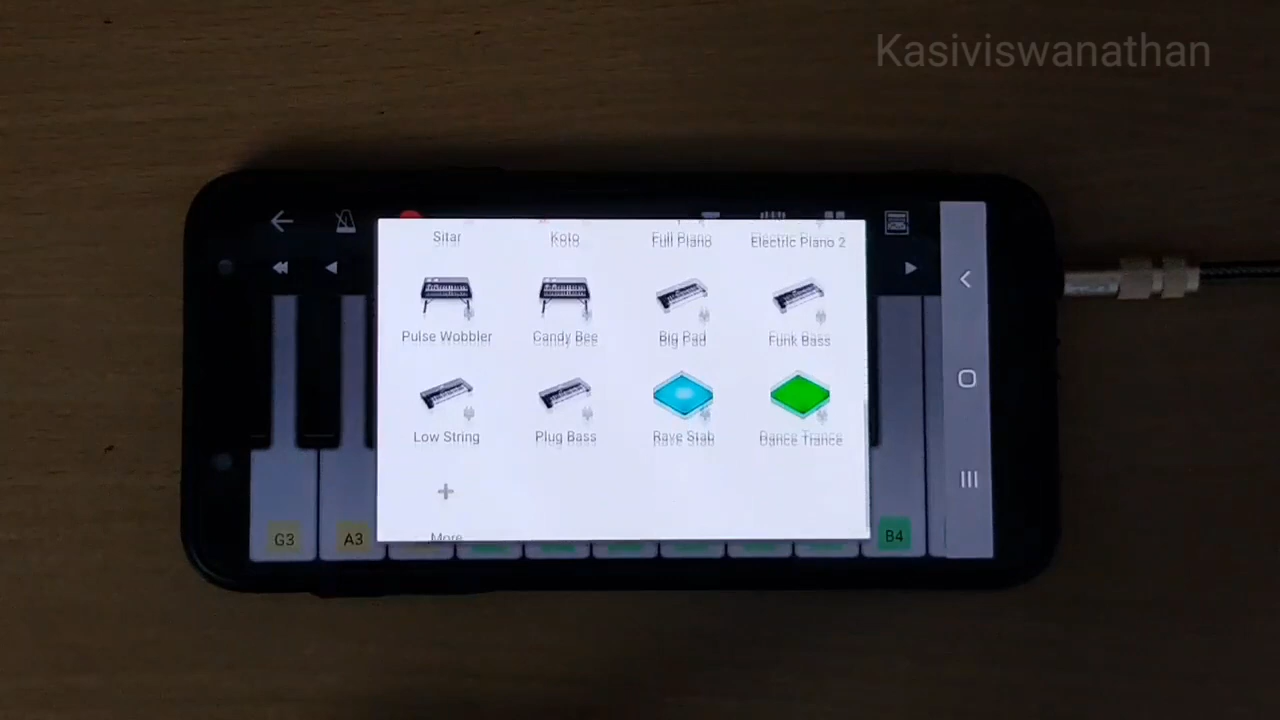 Kasiviswanathan
Sitar Koto Full Piano Electric Piano 2
Pulse Wobbler Candy Bee Big Pad Funk Bass
Low String Plug Bass Rave Stab Dance Trance
More
G3 A3 B4